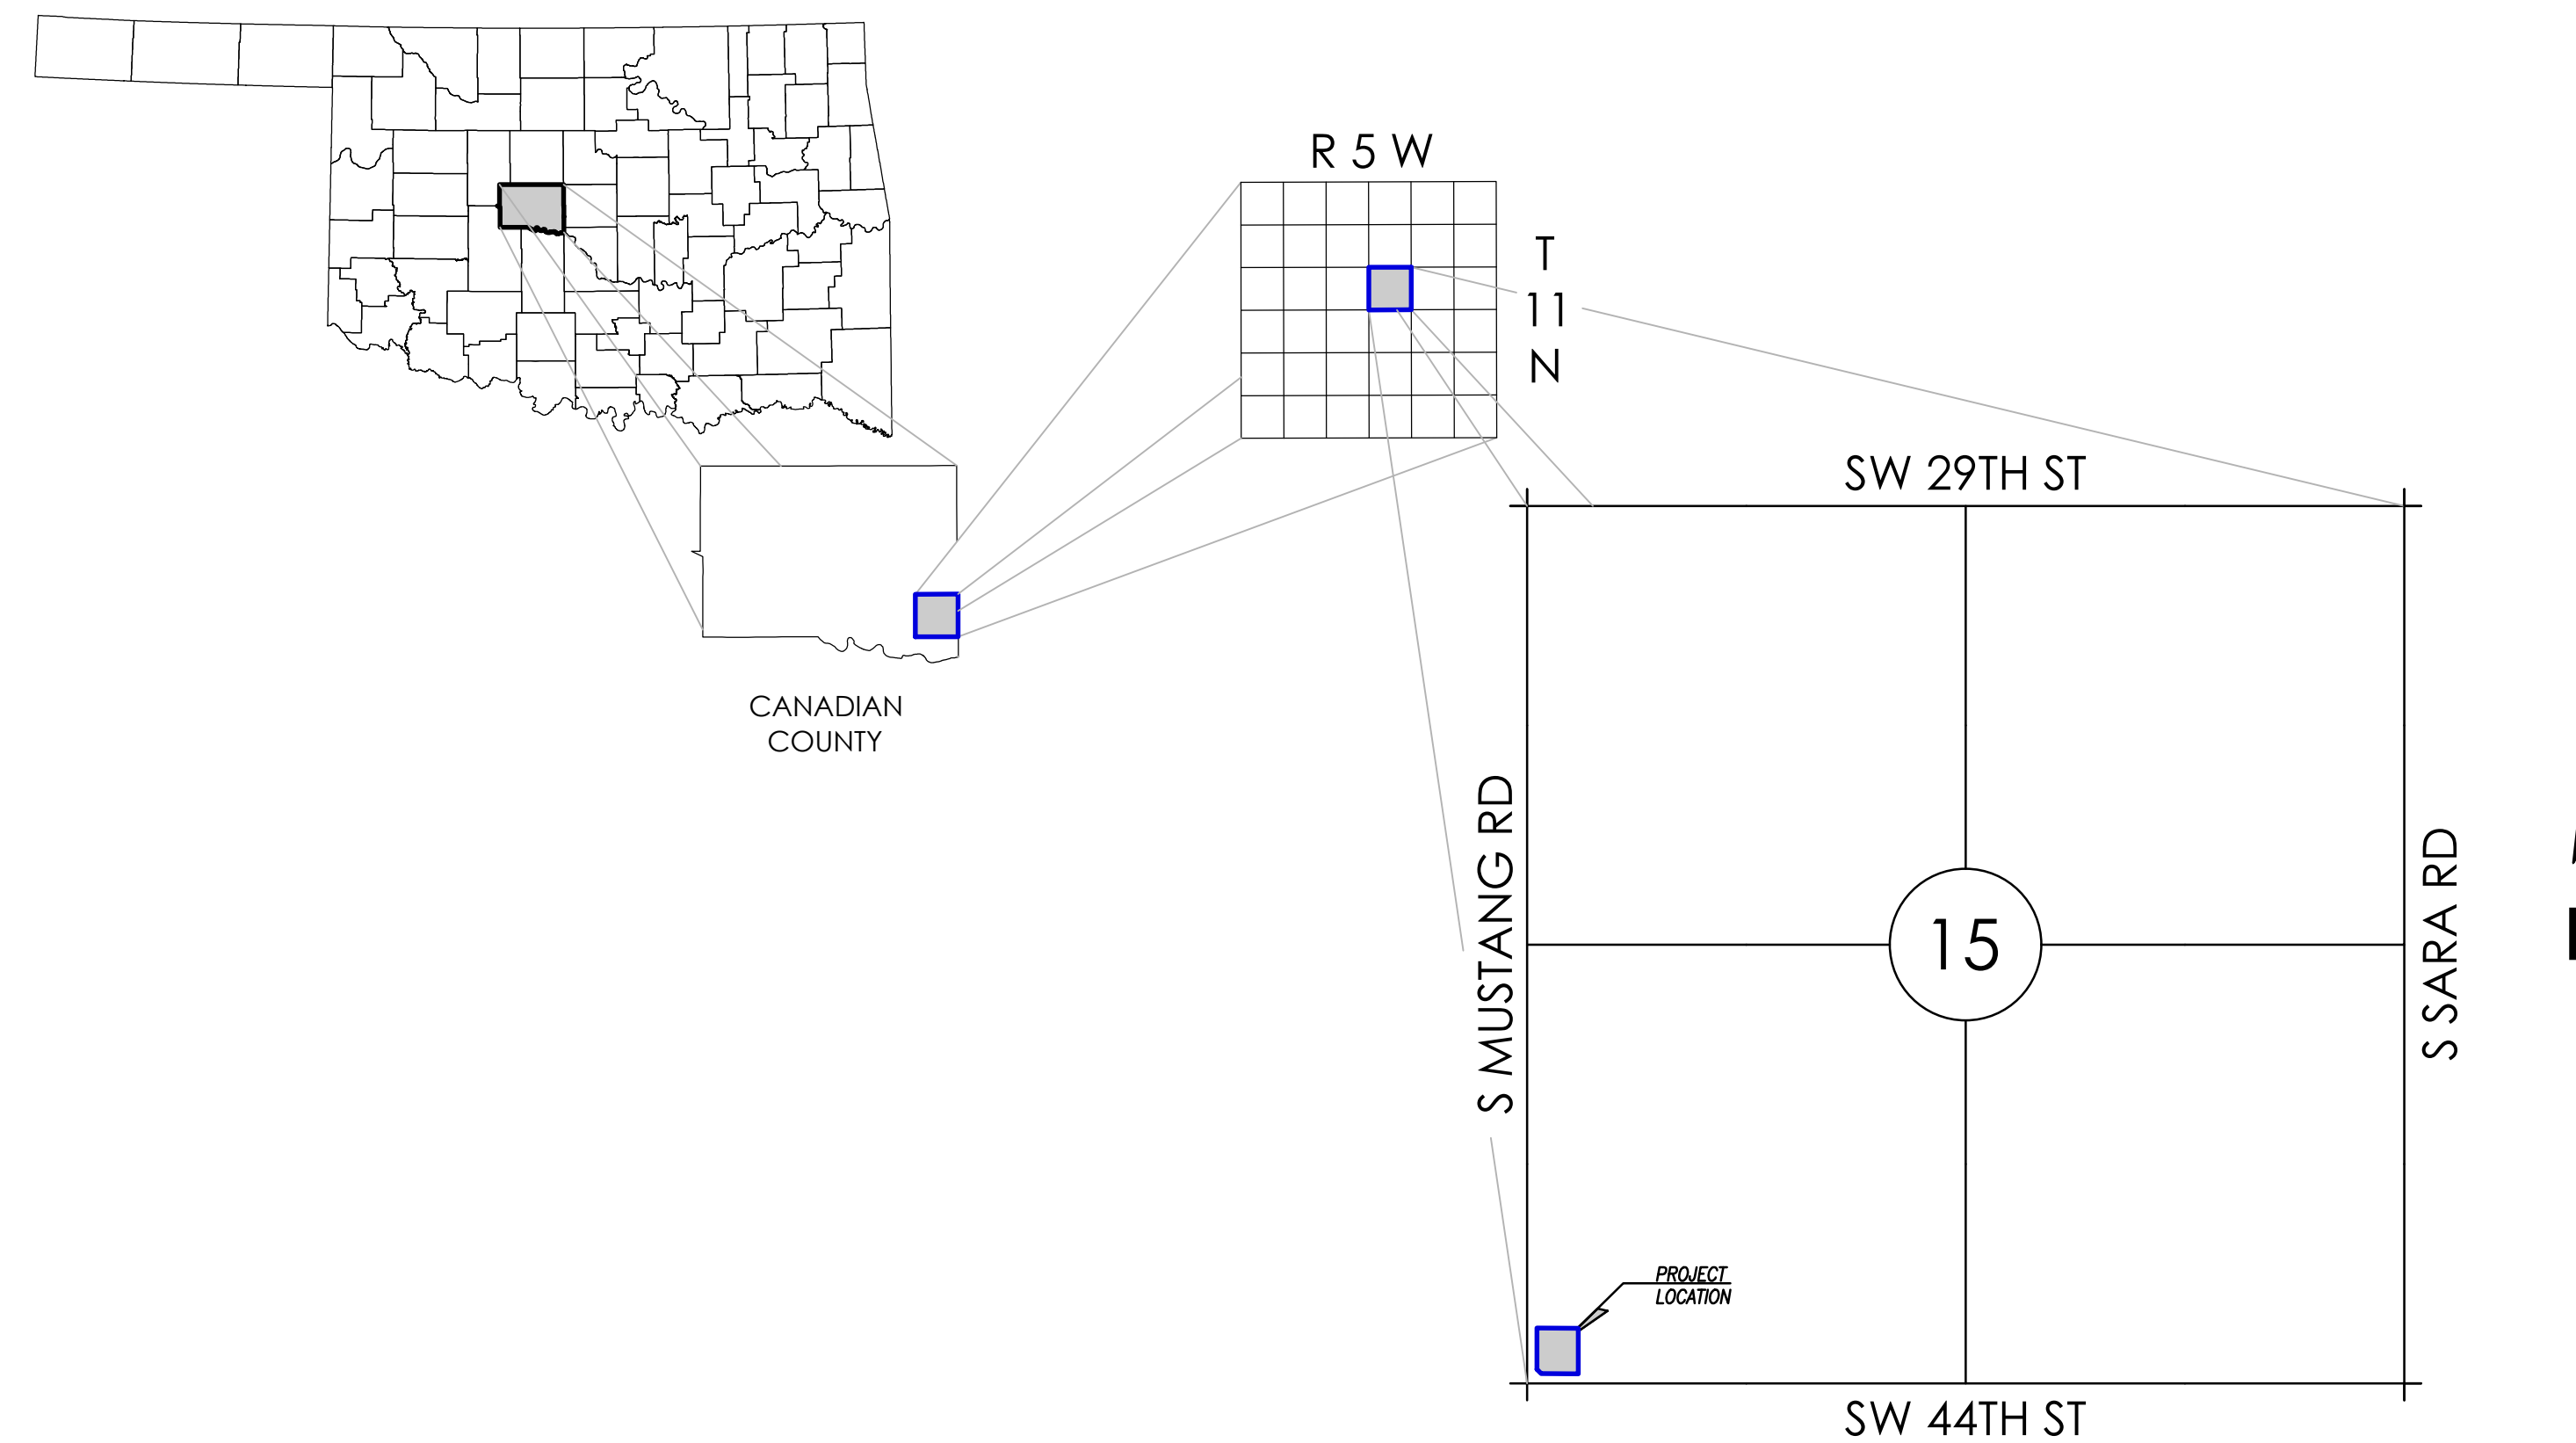 R 5 W
T
11
N
SW 29TH ST
CANADIAN
COUNTY
S MUSTANG RD
15
S SARA RD
PROJECT
LOCATION
SW 44TH ST